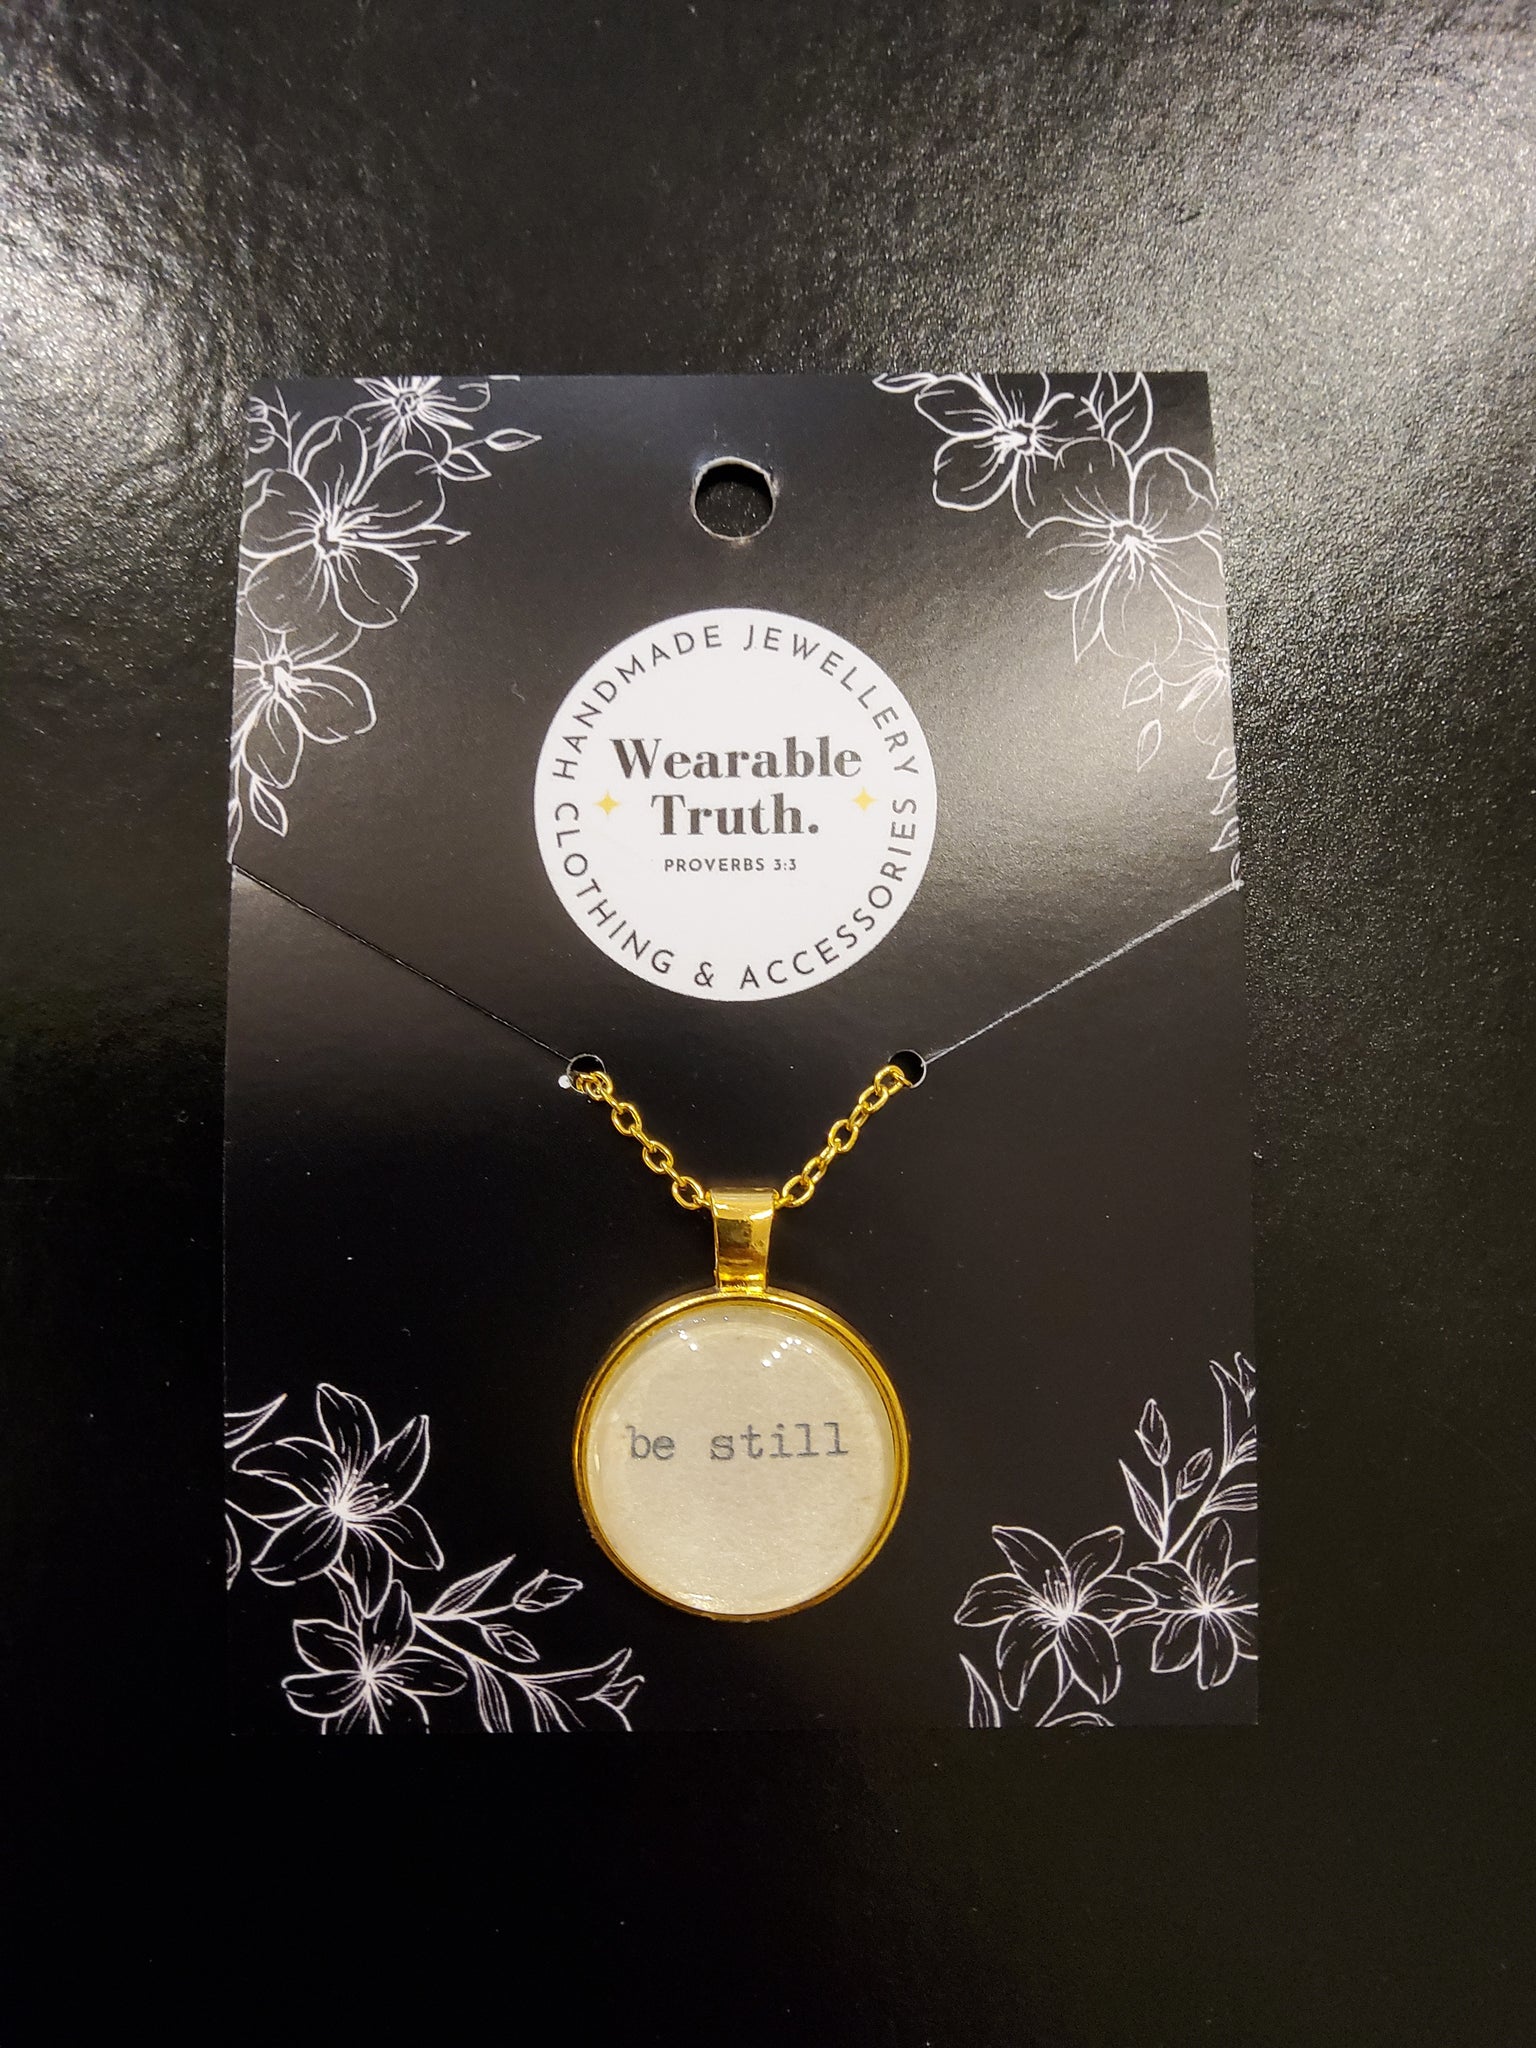 HANDMADE JEWELLERY
Wearable
Truth.
PROVERBS 3:3
CLOTHING & ACCESSORIES
be still